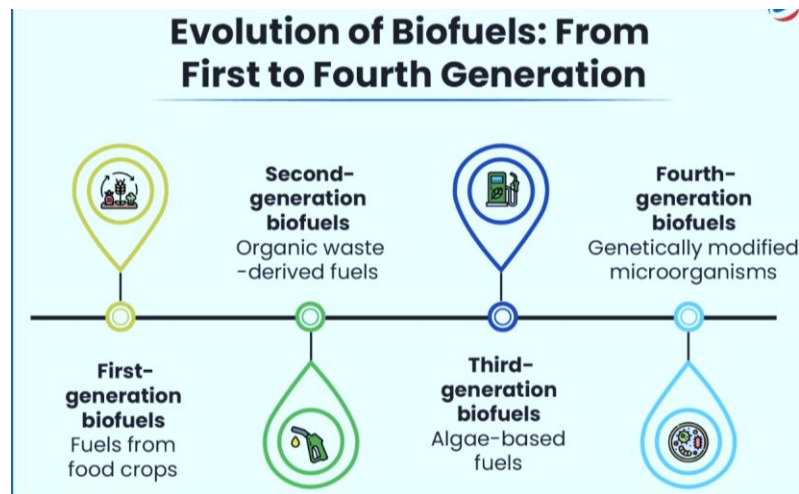 Evolution of Biofuels: From
First to Fourth Generation
First-
generation
biofuels
Fuels from
food crops
Second-
generation
biofuels
Organic waste
-derived fuels
Third-
generation
biofuels
Algae-based
fuels
Fourth-
generation
biofuels
Genetically modified
microorganisms